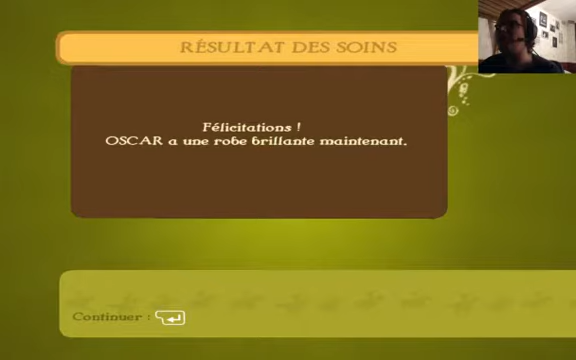 RÉSULTAT DES SOINS
Félicitations !
OSCAR a une robe brillante maintenant.
Continuer :